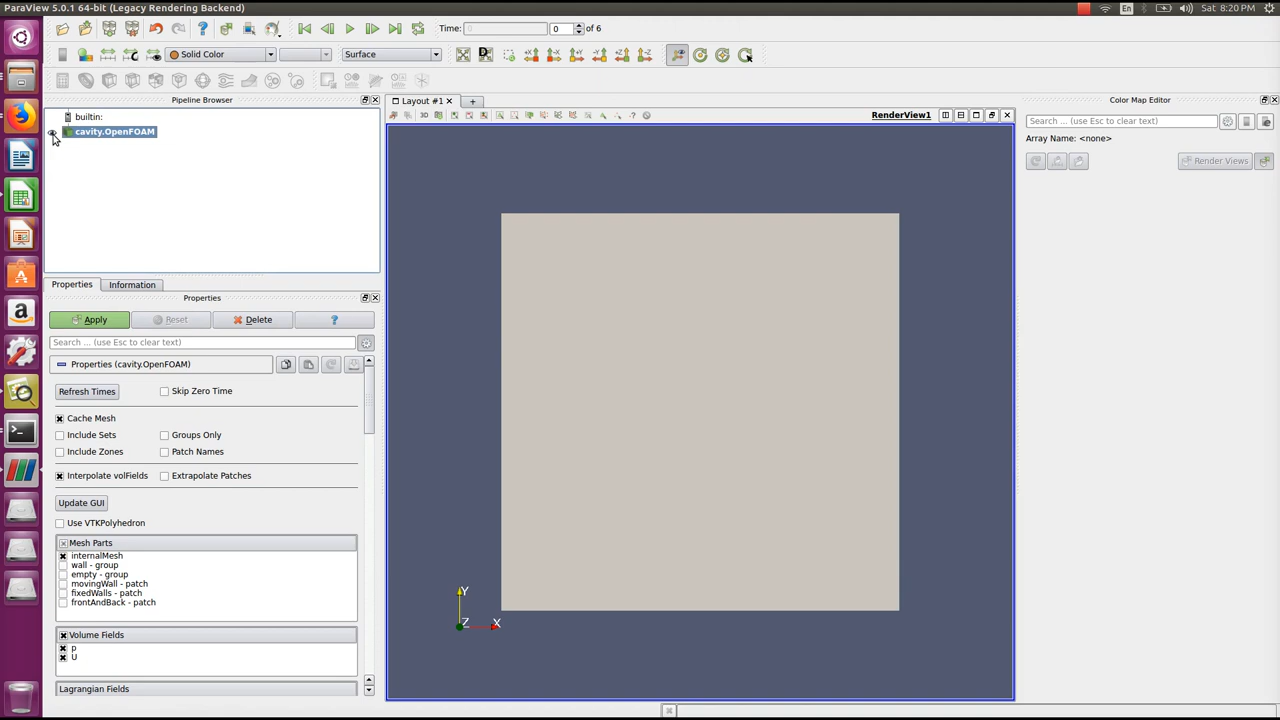 ParaView 5.0.1 64-bit (Legacy Rendering Backend)
En
Sat: 8:20 PM
Time: 0
0
of 6
Solid Color
Surface
Pipeline Browser
builtin:
cavity.OpenFOAM
Properties
Information
Properties
Apply
Reset
Delete
?
Search ... (use Esc to clear text)
Properties (cavity.OpenFOAM)
Refresh Times
Skip Zero Time
Cache Mesh
Include Sets
Groups Only
Include Zones
Patch Names
Interpolate volFields
Extrapolate Patches
Update GUI
Use VTKPolyhedron
Mesh Parts
internalMesh
wall - group
empty - group
movingWall - patch
fixedWalls - patch
frontAndBack - patch
Volume Fields
p
U
Lagrangian Fields
Layout #1
+
3D
RenderView1
Y
Z
X
Color Map Editor
Search ... (use Esc to clear text)
Array Name: <none>
Render Views